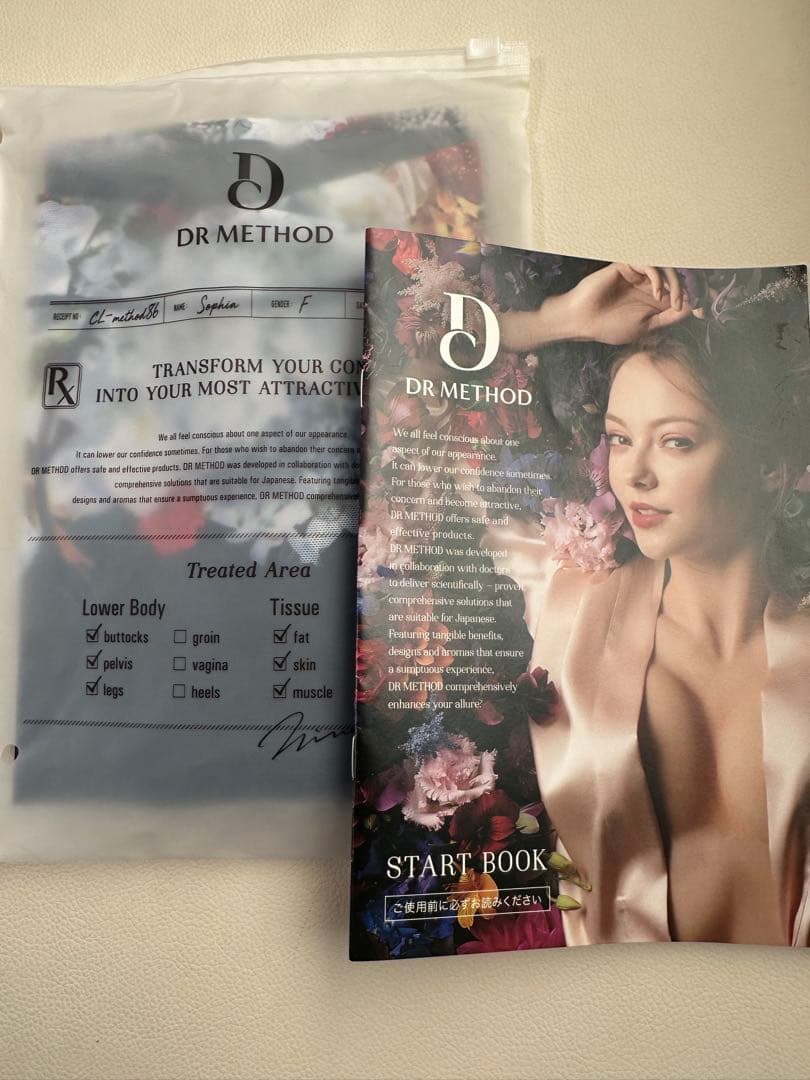 DR METHOD
RECEIPT NO CL-method86 NAME: Sophia GENDER: F
Rx
TRANSFORM YOUR
INTO YOUR MOST
We all feel conscious about one aspect of our appearance.
It can lower our confidence sometimes. For those who wish to abandon their concern
DR METHOD offers safe and effective products. DR METHOD was developed in collaboration with
comprehensive solutions that are suitable for Japanese. Featuring
designs and aromas that ensure a sumptuous experience, DR METHOD
Treated Area
Lower Body
Tissue
☑ buttocks ☐ groin ☑ fat
☑ pelvis ☐ vagina ☑ skin
☑ legs ☐ heels ☑ muscle
DR METHOD
We all feel conscious about one
aspect of our appearance.
It can lower our confidence sometimes.
For those who wish to abandon their
concern and become attractive,
DR METHOD offers safe and
effective products.
DR METHOD was developed
in collaboration with doctors
to deliver scientifically – proven
comprehensive solutions that
are suitable for Japanese.
Featuring tangible benefits,
designs and aromas that ensure
a sumptuous experience,
DR METHOD comprehensively
enhances your allure?
START BOOK
ご使用前に必ずお読みください